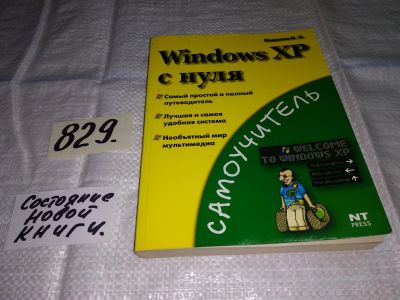 Windows XP
с нуля
Самый простой и полный
путеводитель
Лучшая и самая
удобная система
Необъятный мир
мультимедиа
САМОУЧИТЕЛЬ
WELCOME
TO WINDOWS XP
NT
PRESS
829.
Состояние
Новой
книги.